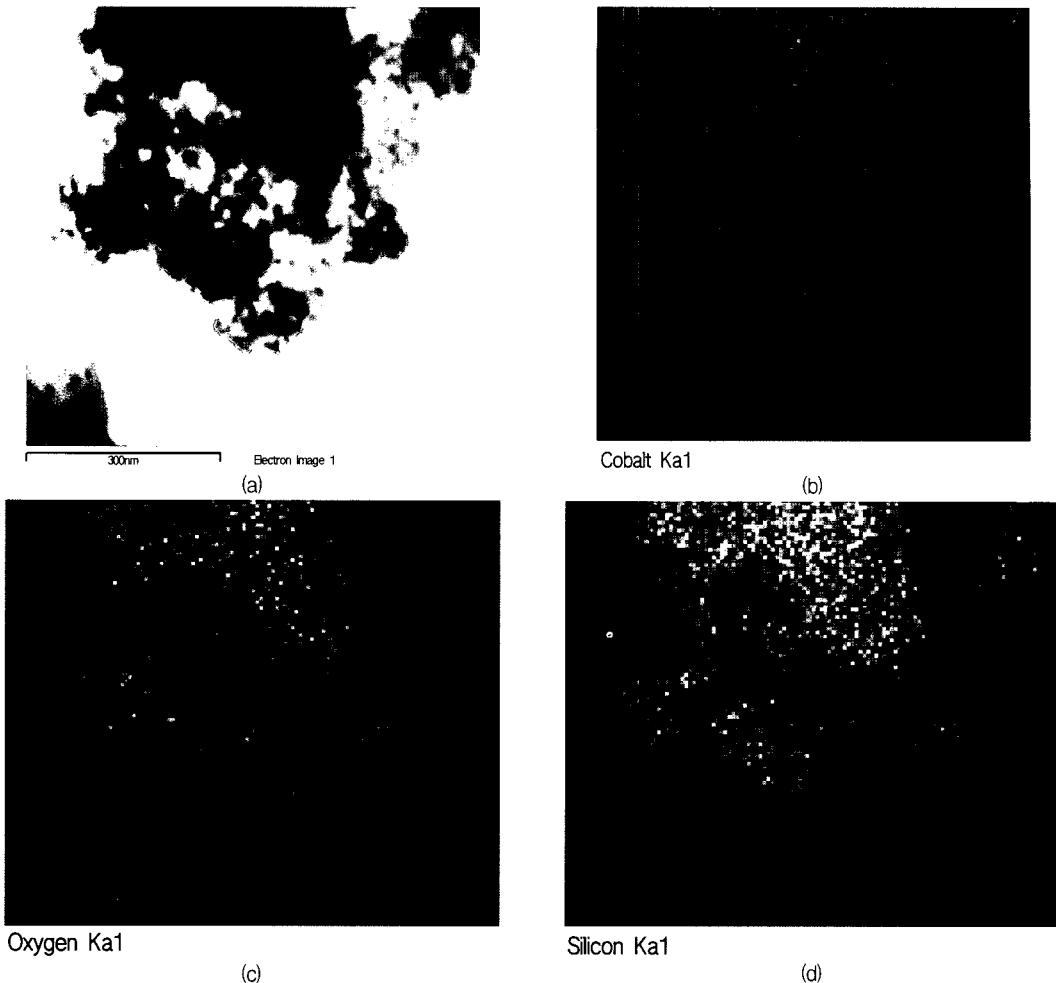 300nm
Electron Image 1
(a)
Cobalt Ka1
(b)
Oxygen Ka1
(c)
Silicon Ka1
(d)